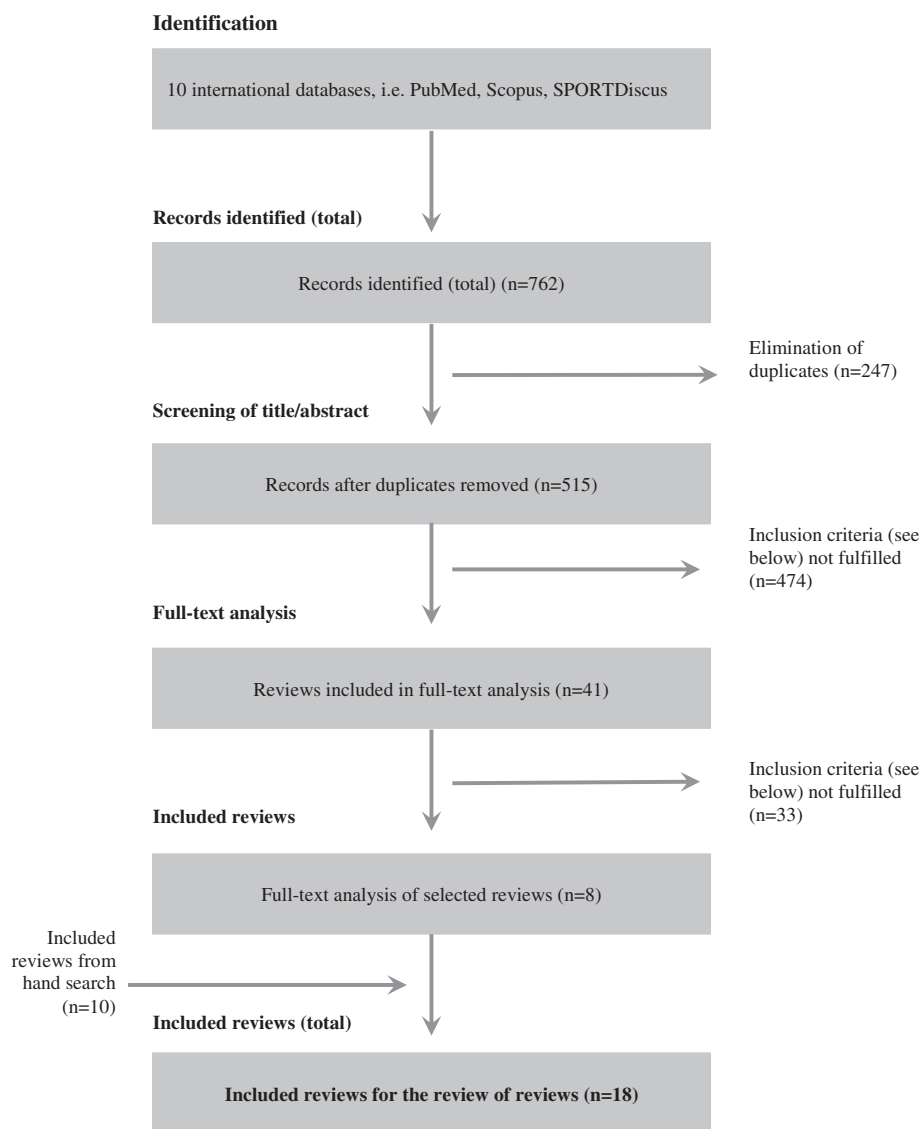 Identification
10 international databases, i.e. PubMed, Scopus, SPORTDiscus
Records identified (total)
Records identified (total) (n=762)
Elimination of
duplicates (n=247)
Screening of title/abstract
Records after duplicates removed (n=515)
Inclusion criteria (see
below) not fulfilled
(n=474)
Full-text analysis
Reviews included in full-text analysis (n=41)
Inclusion criteria (see
below) not fulfilled
(n=33)
Included reviews
Full-text analysis of selected reviews (n=8)
Included
reviews from
hand search
(n=10)
Included reviews (total)
Included reviews for the review of reviews (n=18)